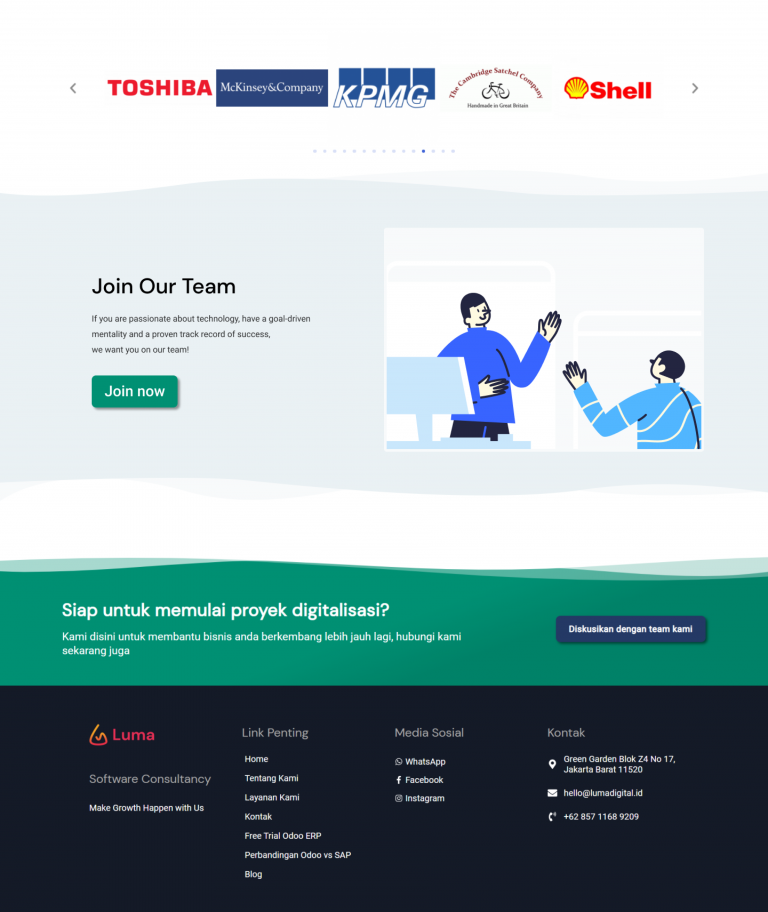 TOSHIBA
McKinsey&Company
KPMG
The Cambridge Satchel Company
Handmade in Great Britain
Shell
Join Our Team
If you are passionate about technology, have a goal-driven
mentality and a proven track record of success,
we want you on our team!
Join now
Siap untuk memulai proyek digitalisasi?
Kami disini untuk membantu bisnis anda berkembang lebih jauh lagi, hubungi kami
sekarang juga
Diskusikan dengan team kami
Luma
Software Consultancy
Make Growth Happen with Us
Link Penting
Home
Tentang Kami
Layanan Kami
Kontak
Free Trial Odoo ERP
Perbandingan Odoo vs SAP
Blog
Media Sosial
WhatsApp
Facebook
Instagram
Kontak
Green Garden Blok Z4 No 17,
Jakarta Barat 11520
hello@lumadigital.id
+62 857 1168 9209